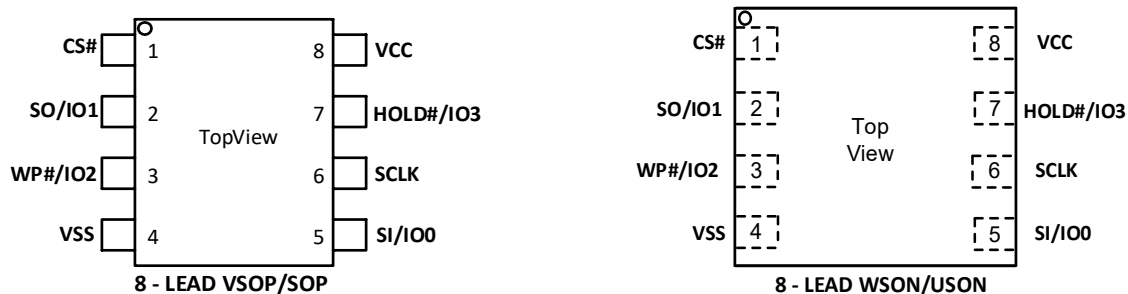 CS# 1 8 VCC
SO/IO1 2 7 HOLD#/IO3
TopView
WP#/IO2 3 6 SCLK
VSS 4 5 SI/IO0
8 - LEAD VSOP/SOP
CS# 1 8 VCC
SO/IO1 2 7 HOLD#/IO3
Top
View
WP#/IO2 3 6 SCLK
VSS 4 5 SI/IO0
8 - LEAD WSON/USON